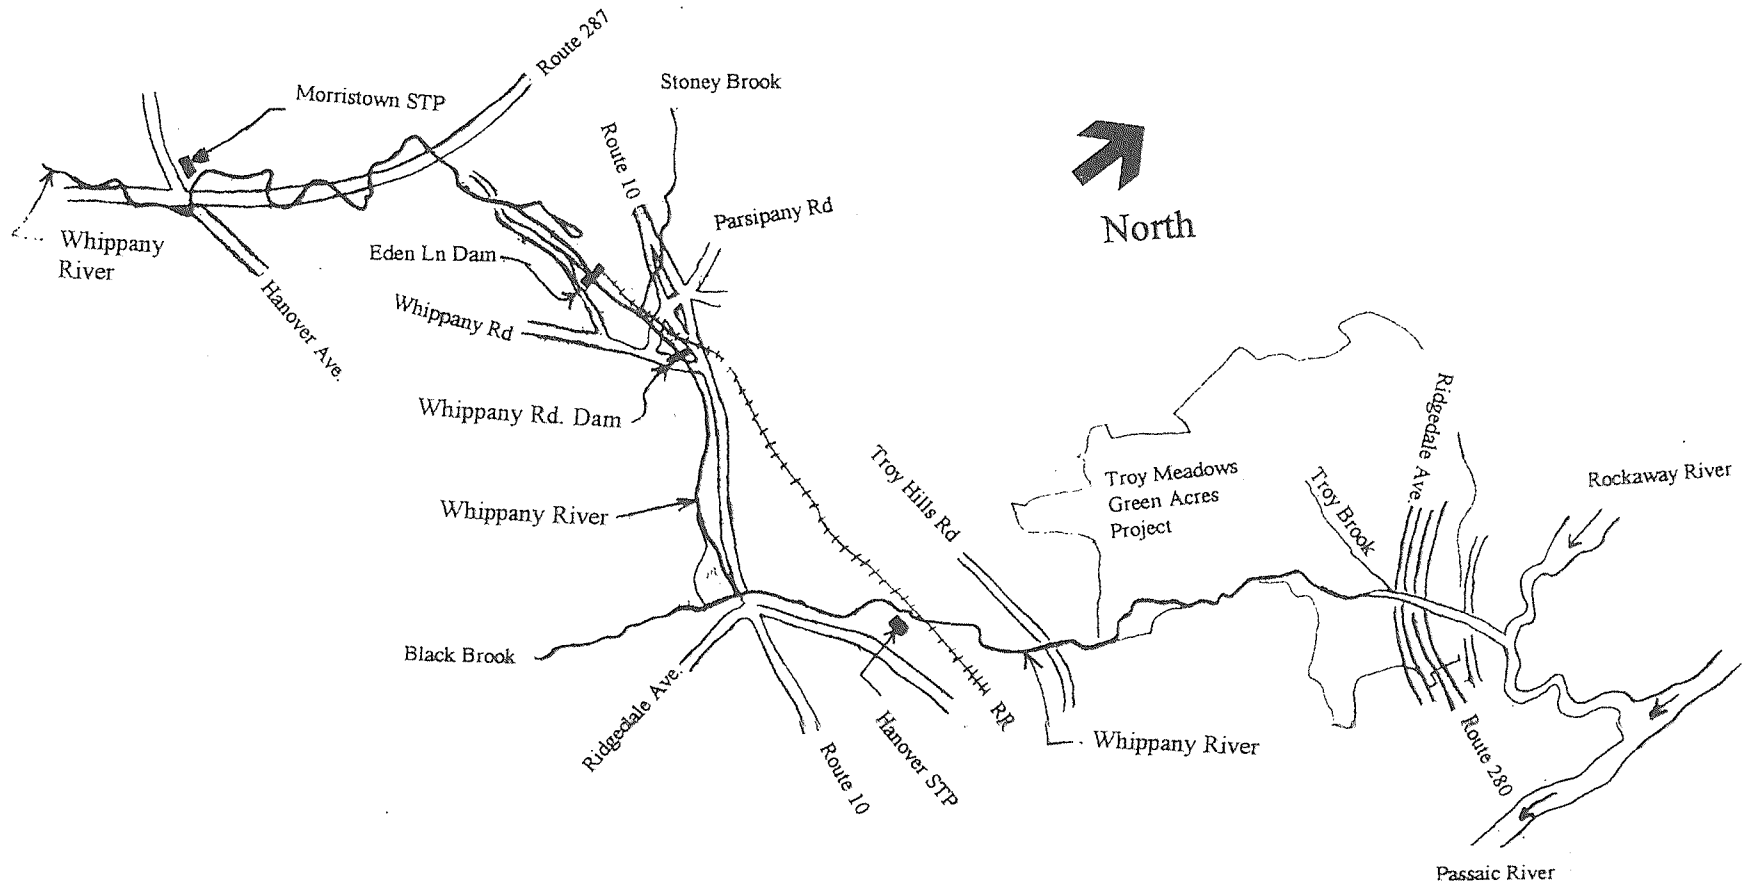 Route 287
Morristown STP
Stoney Brook
Route 10
Parsipany Rd
North
Whippany
River
Eden Ln Dam
Hanover Ave.
Whippany Rd
Whippany Rd. Dam
Ridgedale Ave.
Troy Hills Rd
Troy Meadows
Green Acres
Project
Troy Brook
Rockaway River
Whippany River
Black Brook
Ridgedale Ave.
RR
Hanover STP
Route 10
Whippany River
Route 280
Passaic River